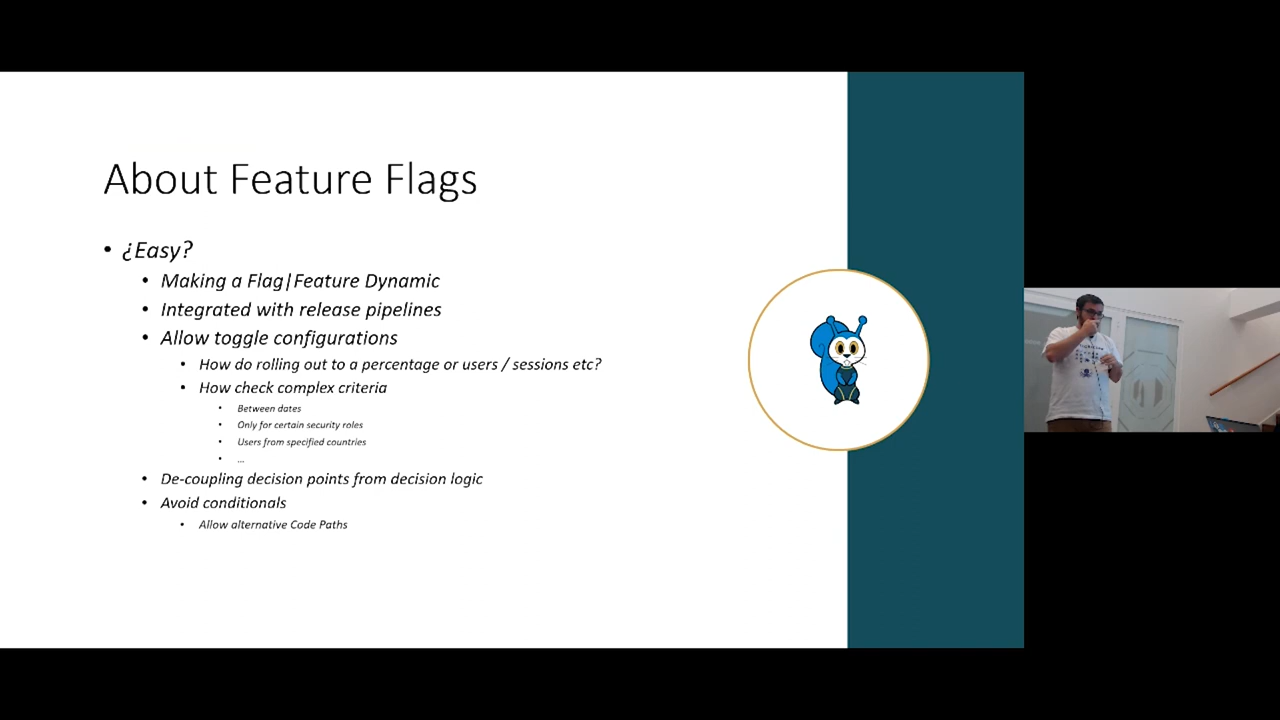 About Feature Flags
• ¿Easy?
• Making a Flag|Feature Dynamic
• Integrated with release pipelines
• Allow toggle configurations
• How do rolling out to a percentage or users / sessions etc?
• How check complex criteria
• Between dates
• Only for certain security roles
• Users from specified countries
• ...
• De-coupling decision points from decision logic
• Avoid conditionals
• Allow alternative Code Paths